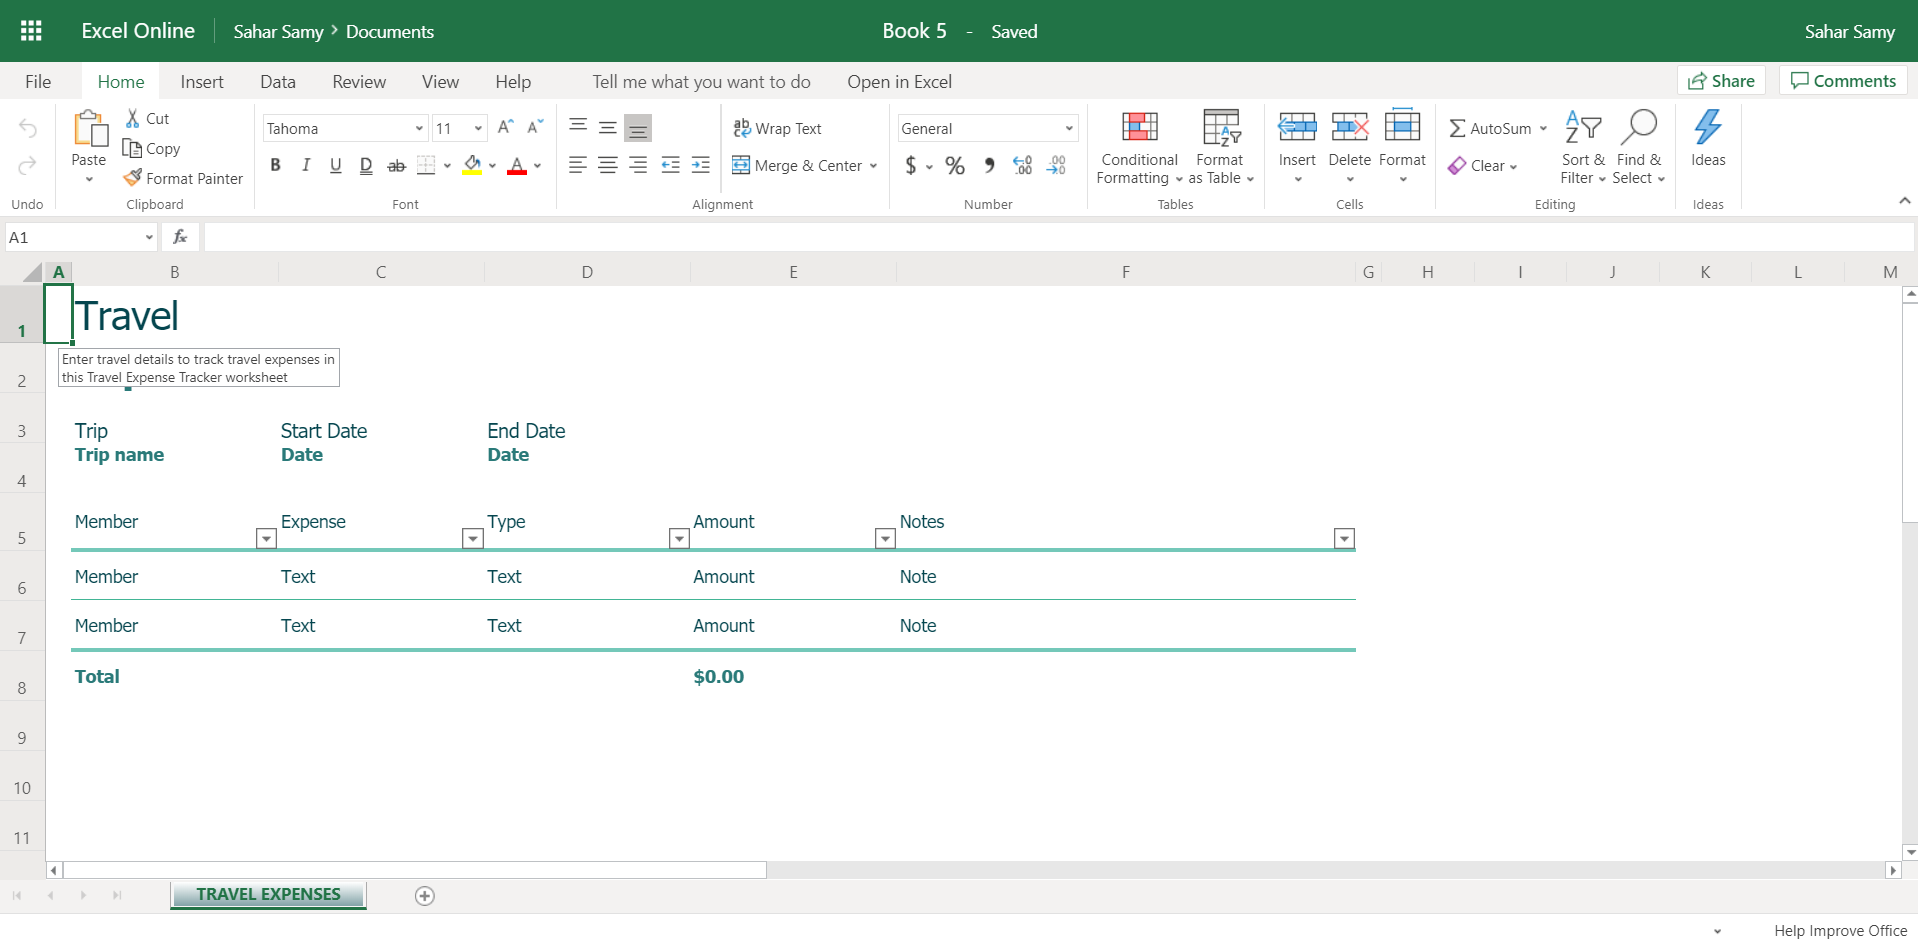 Excel Online Sahar Samy > Documents Book 5 - Saved Sahar Samy
File Home Insert Data Review View Help Tell me what you want to do Open in Excel Share Comments
Cut
Copy
Format Painter
Paste
Undo
Clipboard
Tahoma 11
B I U D ab
A
Font
Wrap Text
Merge & Center
Alignment
General
$ % , .00 .00
Number
Conditional Formatting
Format as Table
Tables
Insert Delete Format
Cells
AutoSum
Clear
Sort & Filter
Find & Select
Editing
Ideas
Ideas
A1 fx
A B C D E F G H I J K L M
1 Travel
Enter travel details to track travel expenses in
this Travel Expense Tracker worksheet
2
3 Trip Start Date End Date
Trip name Date Date
4
5 Member Expense Type Amount Notes
6 Member Text Text Amount Note
7 Member Text Text Amount Note
8 Total $0.00
9
10
11
TRAVEL EXPENSES
Help Improve Office